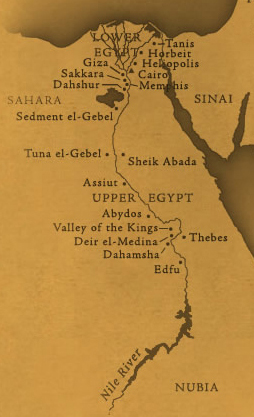 LOWER
EGYPT
Tanis
Horbeit
Giza
Heliopolis
Sakkara
Cairo
Dahshur
Memphis
SAHARA
SINAI
Sedment el-Gebel
Tuna el-Gebel
Sheik Abada
Assiut
UPPER EGYPT
Abydos
Valley of the Kings
Thebes
Deir el-Medina
Dahamsha
Edfu
Nile River
NUBIA